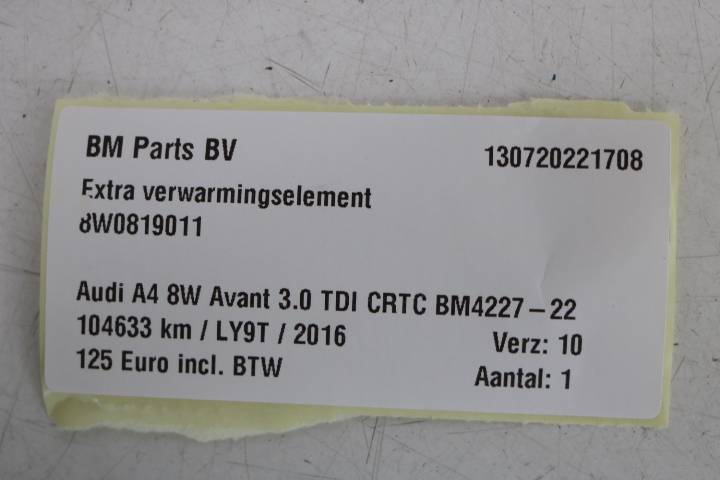 BM Parts BV 130720221708
Extra verwarmingselement
8W0819011
Audi A4 8W Avant 3.0 TDI CRTC BM4227-22
104633 km / LY9T / 2016 Verz: 10
125 Euro incl. BTW Aantal: 1